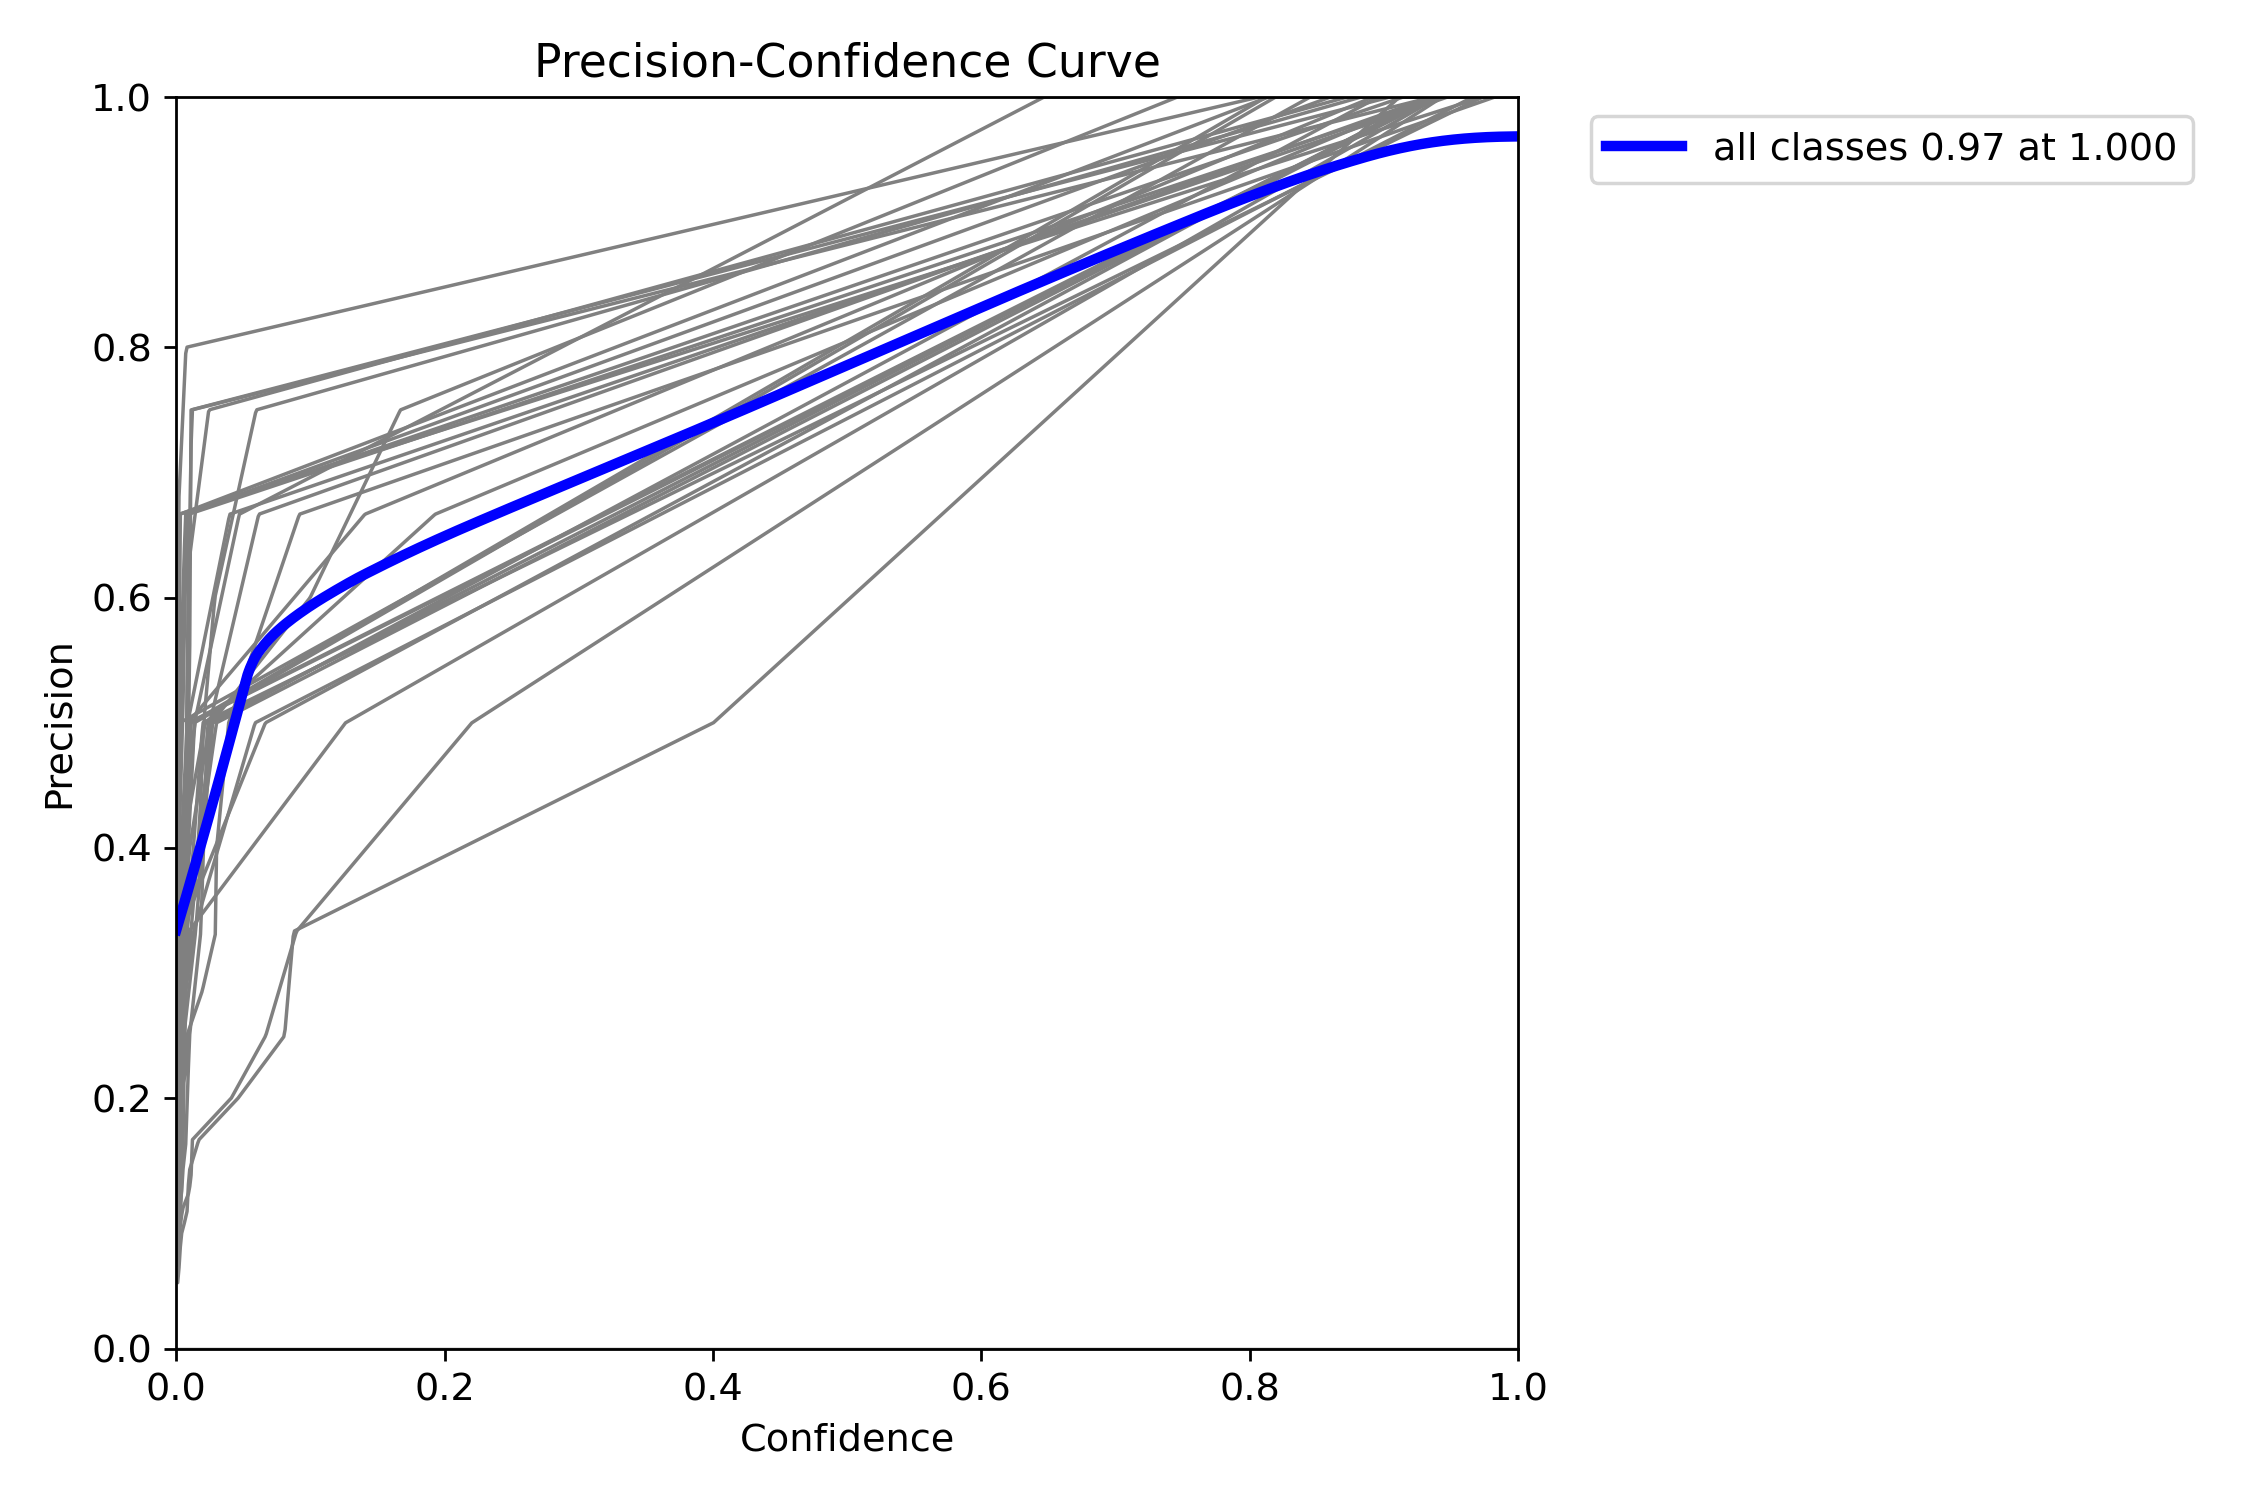 Precision-Confidence Curve
1.0
0.8
0.6
0.4
0.2
0.0
Precision
0.0 0.2 0.4 0.6 0.8 1.0
Confidence
all classes 0.97 at 1.000